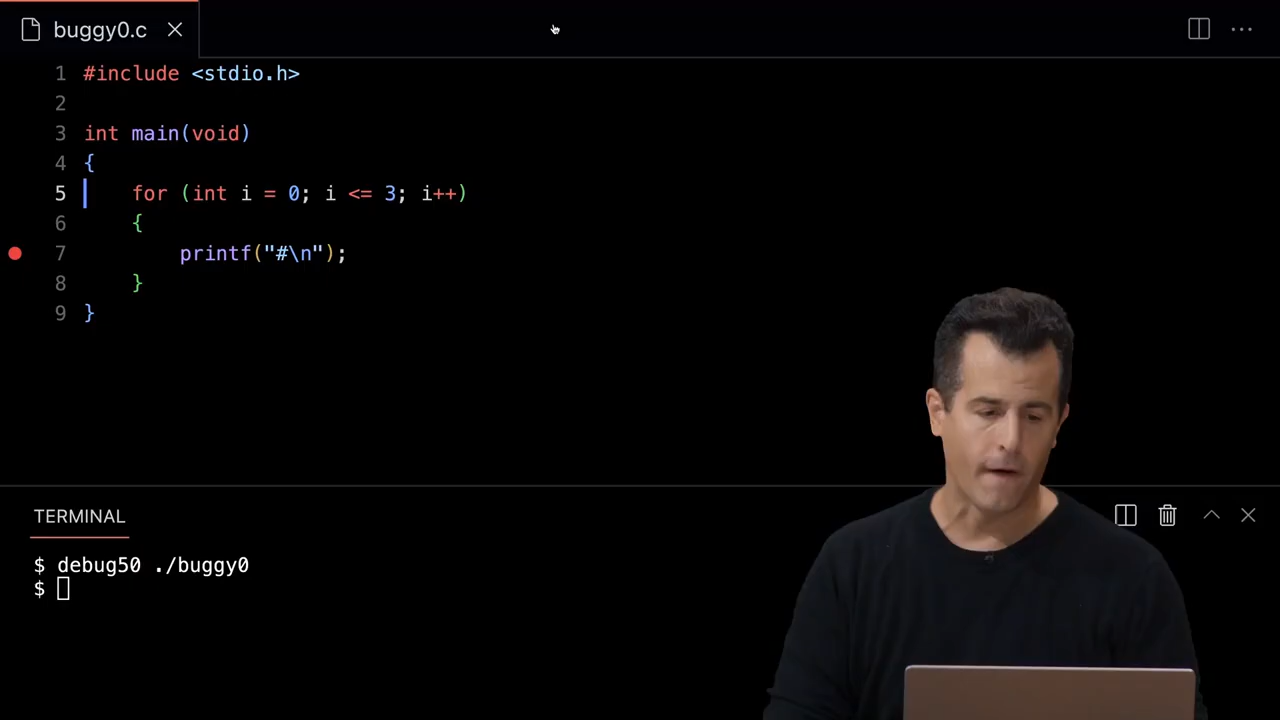 buggy0.c
1 #include <stdio.h>
2
3 int main(void)
4 {
5     for (int i = 0; i <= 3; i++)
6     {
7         printf("#\n");
8     }
9 }
TERMINAL
$ debug50 ./buggy0
$